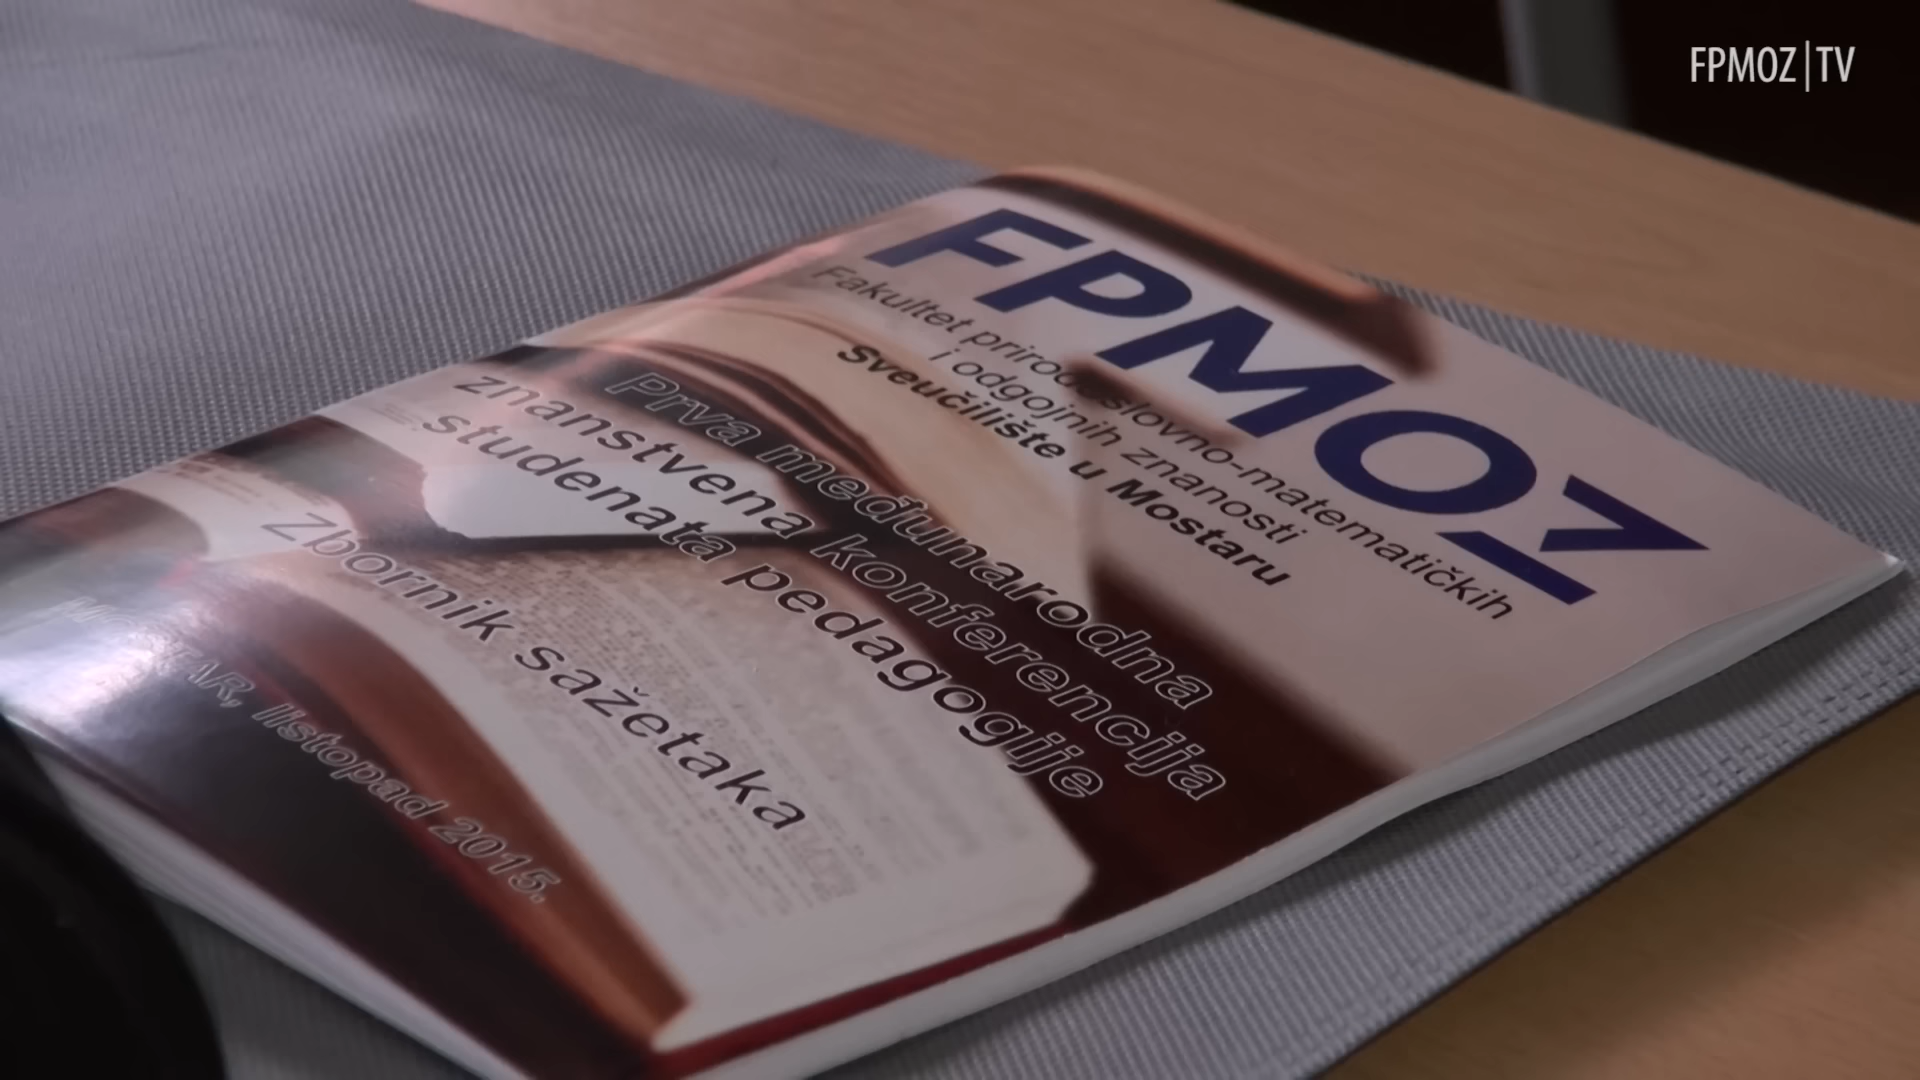 FPMOZ|TV
FPMOZ
Fakultet prirodoslovno-matematičkih
i odgojnih znanosti
Sveučilište u Mostaru
Prva međunarodna
znanstvena konferencija
studenata pedagogije
Zbornik sažetaka
MOSTAR, listopad 2015.